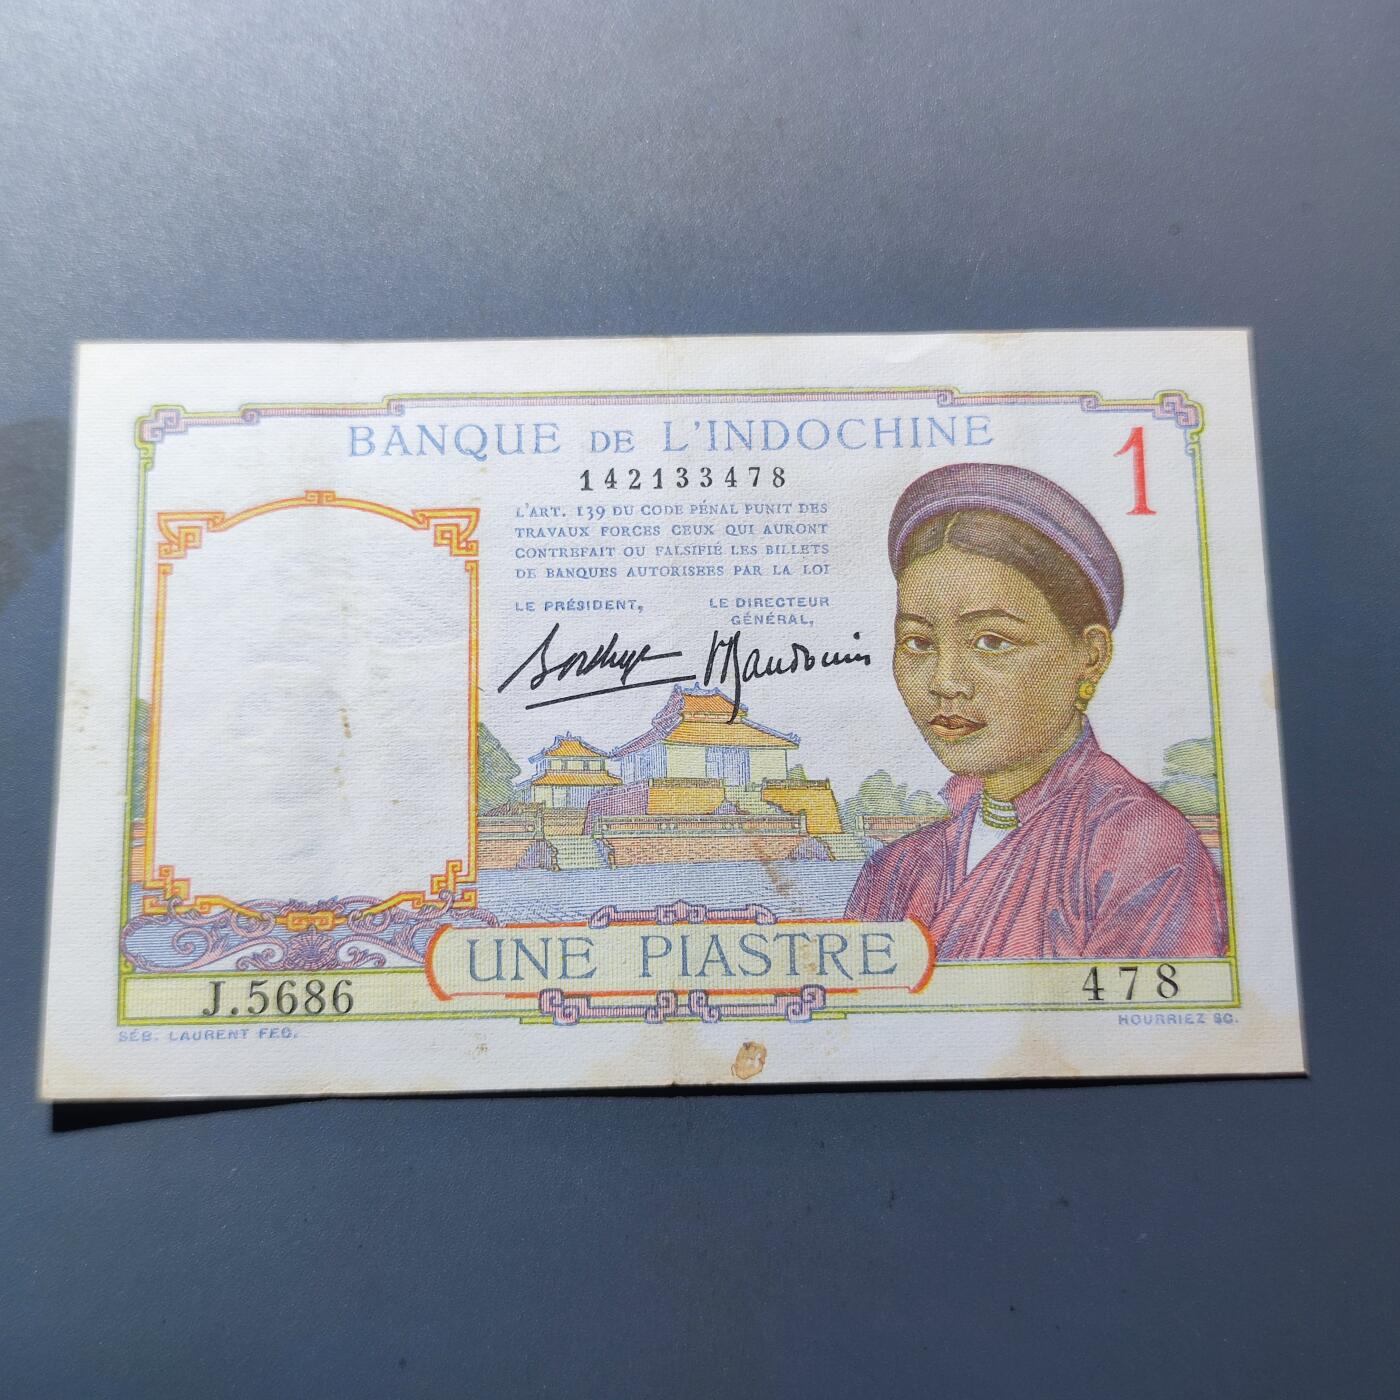 BANQUE DE L'INDOCHINE
1
142133478
L'ART. 139 DU CODE PÉNAL PUNIT DES
TRAVAUX FORCES CEUX QUI AURONT
CONTREFAIT OU FALSIFIÉ LES BILLETS
DE BANQUES AUTORISEES PAR LA LOI
LE PRÉSIDENT,
LE DIRECTEUR
GÉNÉRAL,
UNE PIASTRE
J.5686
478
SÉB. LAURENT FEC.
HOURRIEZ SC.